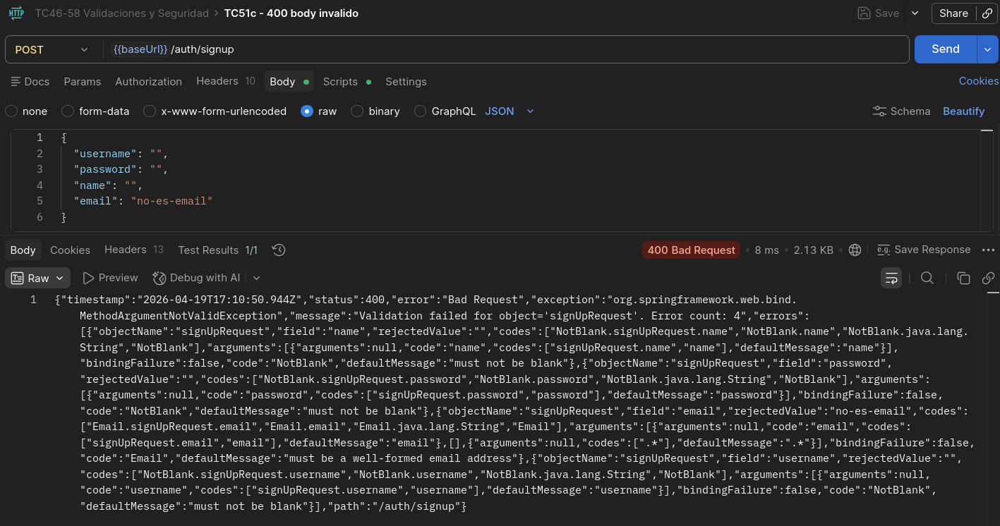 HTTP TC46-58 Validaciones y Seguridad > TC51c - 400 body invalido Save Share
POST {{baseUrl}} /auth/signup Send
Docs Params Authorization Headers 10 Body Scripts Settings Cookies
none form-data x-www-form-urlencoded raw binary GraphQL JSON Schema Beautify
1 {
2 "username": "",
3 "password": "",
4 "name": "",
5 "email": "no-es-email"
6 }
Body Cookies Headers 13 Test Results 1/1 400 Bad Request • 8 ms • 2.13 KB • e.g. Save Response
Raw Preview Debug with AI
1 {"timestamp":"2026-04-19T17:10:50.944Z","status":400,"error":"Bad Request","exception":"org.springframework.web.bind.
MethodArgumentNotValidException","message":"Validation failed for object='signUpRequest'. Error count: 4","errors":
[{"objectName":"signUpRequest","field":"name","rejectedValue":"","codes":["NotBlank.signUpRequest.name","NotBlank.name","NotBlank.java.lang.
String","NotBlank"],"arguments":[{"arguments":null,"code":"name","codes":["signUpRequest.name","name"],"defaultMessage":"name"}],
"bindingFailure":false,"code":"NotBlank","defaultMessage":"must not be blank"},{"objectName":"signUpRequest","field":"password",
"rejectedValue":"","codes":["NotBlank.signUpRequest.password","NotBlank.password","NotBlank.java.lang.String","NotBlank"],"arguments":
[{"arguments":null,"code":"password","codes":["signUpRequest.password","password"],"defaultMessage":"password"}],"bindingFailure":false,
"code":"NotBlank","defaultMessage":"must not be blank"},{"objectName":"signUpRequest","field":"email","rejectedValue":"no-es-email","codes":
["Email.signUpRequest.email","Email.email","Email.java.lang.String","Email"],"arguments":[{"arguments":null,"code":"email","codes":
["signUpRequest.email","email"],"defaultMessage":"email"},[],{"arguments":null,"codes":[".*"],"defaultMessage":".*"}],"bindingFailure":false,
"code":"Email","defaultMessage":"must be a well-formed email address"},{"objectName":"signUpRequest","field":"username","rejectedValue":"",
"codes":["NotBlank.signUpRequest.username","NotBlank.username","NotBlank.java.lang.String","NotBlank"],"arguments":[{"arguments":null,
"code":"username","codes":["signUpRequest.username","username"],"defaultMessage":"username"}],"bindingFailure":false,"code":"NotBlank",
"defaultMessage":"must not be blank"}],"path":"/auth/signup"}